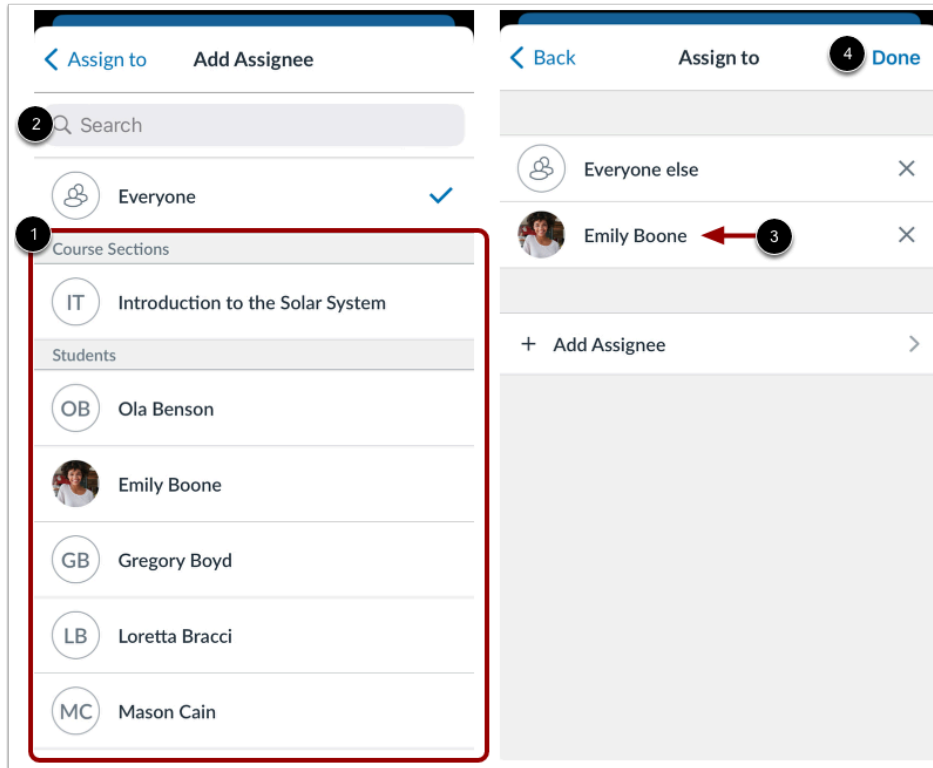 Assign to
Add Assignee
2
Search
Everyone
1
Course Sections
IT
Introduction to the Solar System
Students
OB
Ola Benson
Emily Boone
GB
Gregory Boyd
LB
Loretta Bracci
MC
Mason Cain
Back
Assign to
4
Done
Everyone else
Emily Boone
3
+ Add Assignee